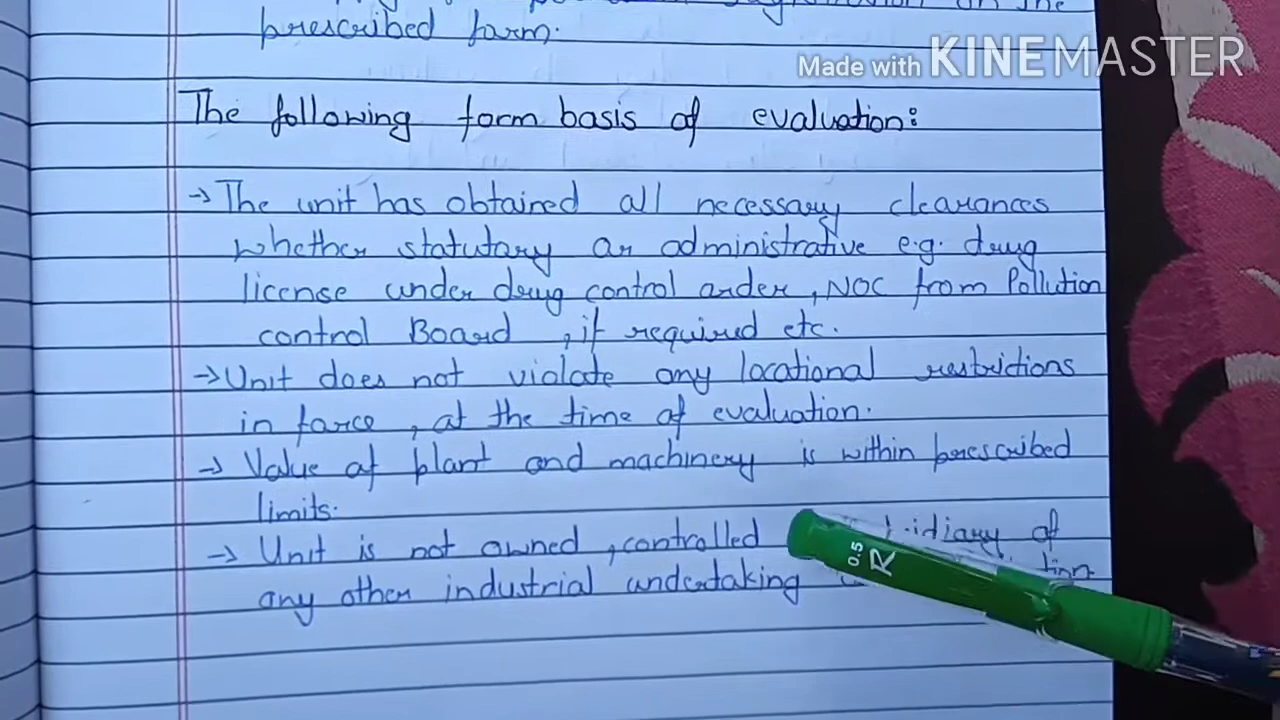 the
prescribed form.
Made with KINEMASTER
The following form basis of evaluation:
→ The unit has obtained all necessary clearances
whether statutary or administrative e.g. drug
license under drug control order, NOC from Pollution
control Board , if required etc.
→ Unit does not violate any locational restrictions
in force , at the time of evaluation.
→ Value of plant and machinery is within prescribed
limits.
→ Unit is not owned , controlled of
any other industrial undertaking
0.5 R